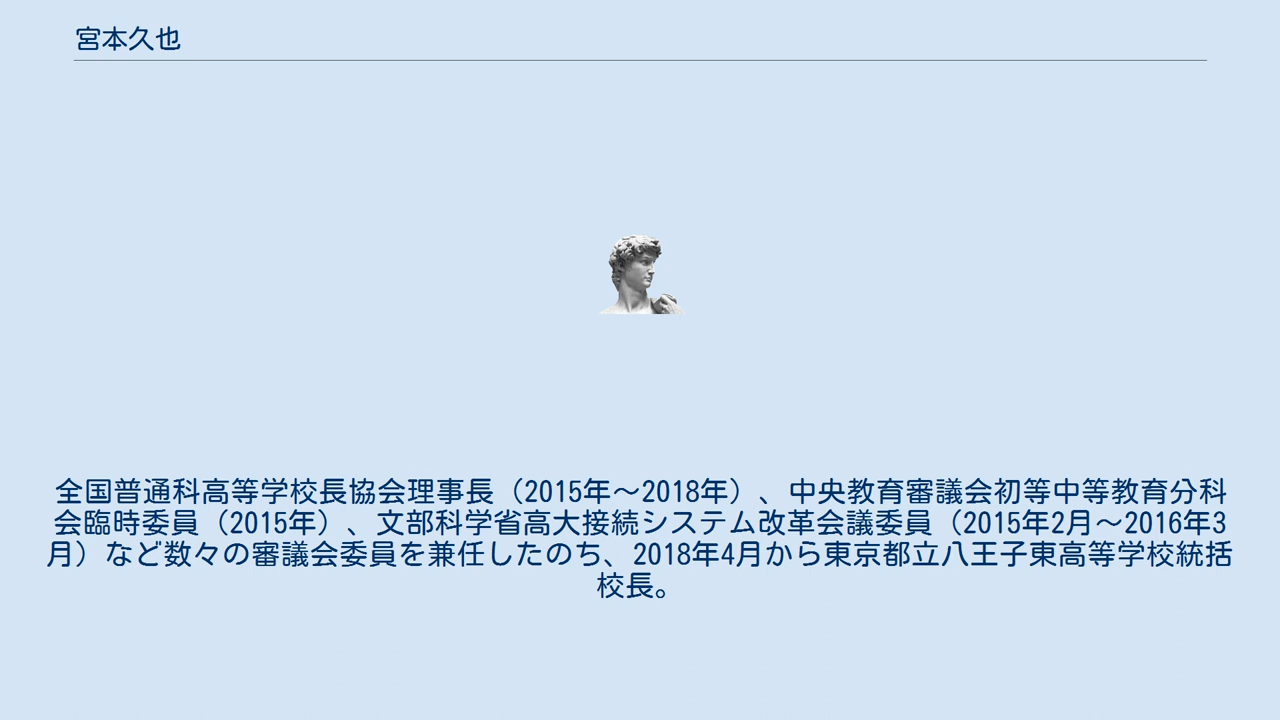 宮本久也
全国普通科高等学校長協会理事長（2015年～2018年）、中央教育審議会初等中等教育分科
会臨時委員（2015年）、文部科学省高大接続システム改革会議委員（2015年2月～2016年3
月）など数々の審議会委員を兼任したのち、2018年4月から東京都立八王子東高等学校統括
校長。